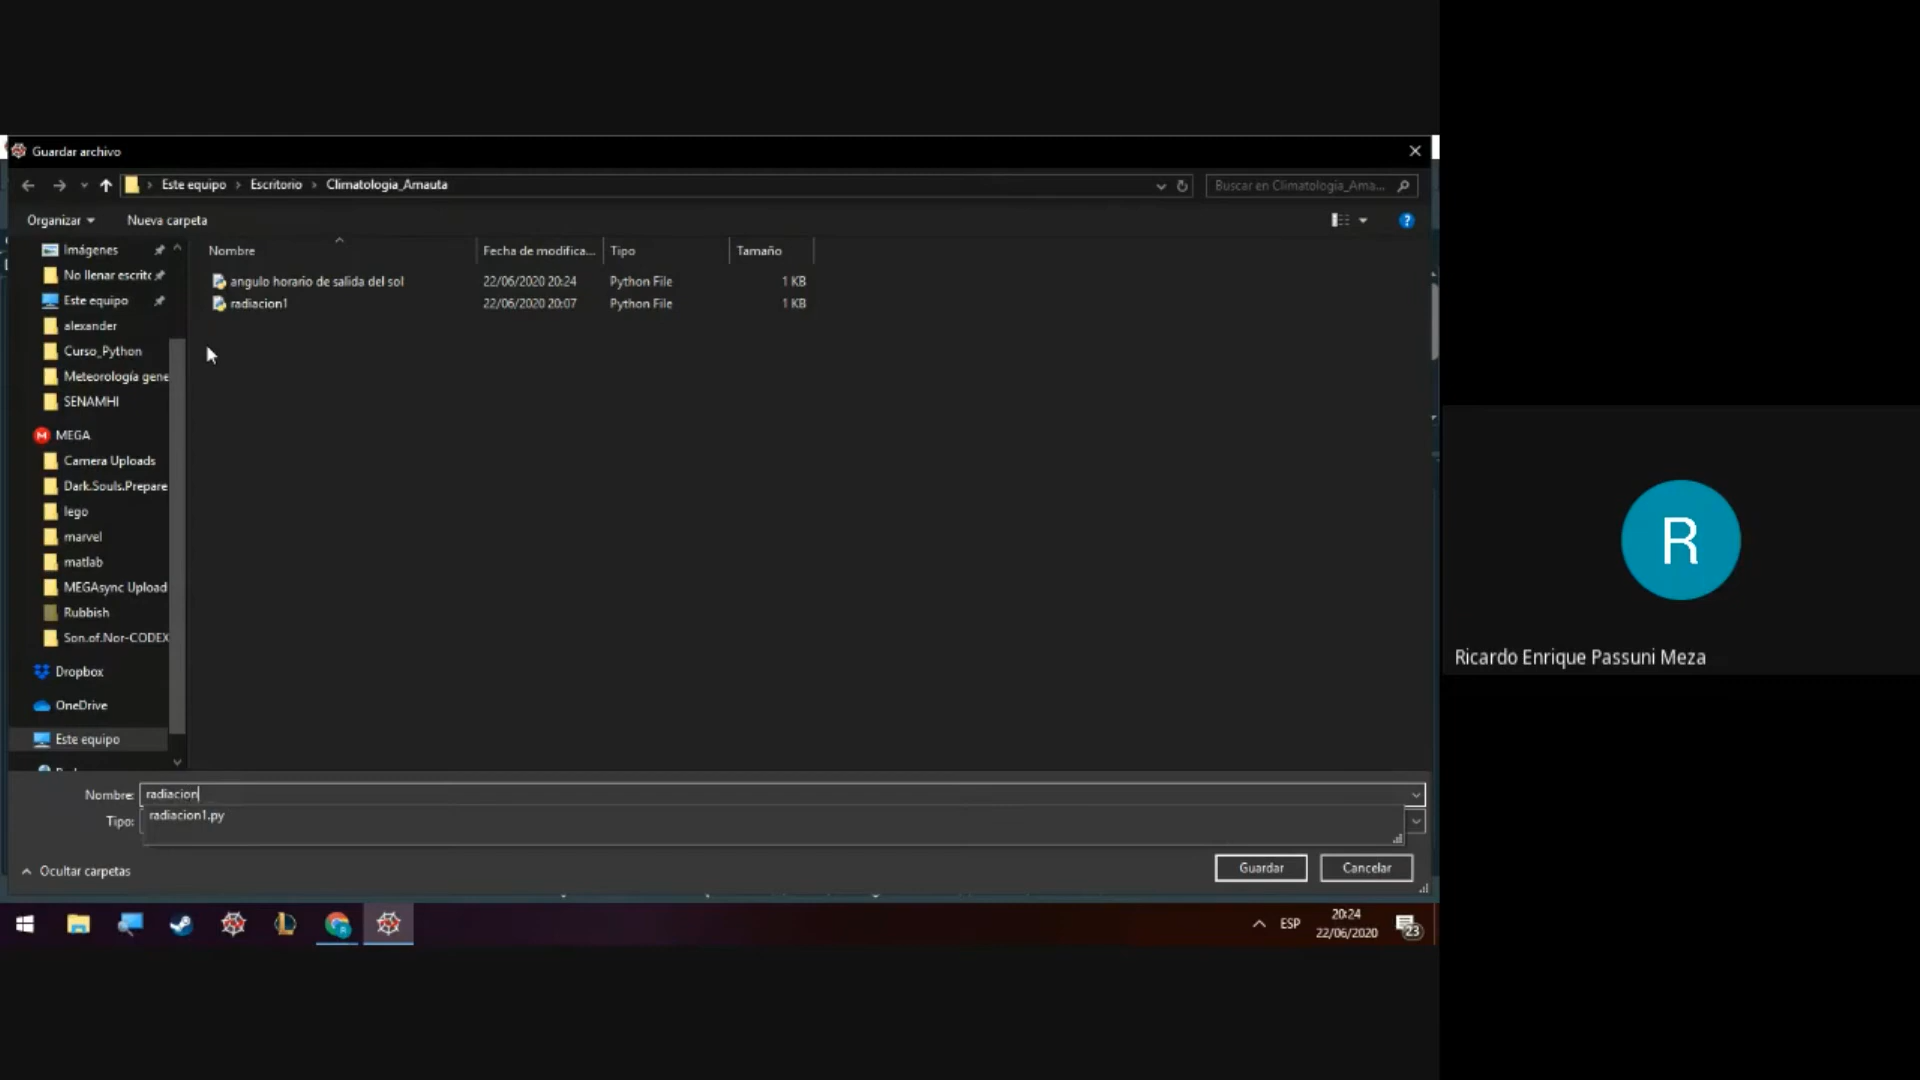 Guardar archivo
Este equipo > Escritorio > Climatologia_Amauta
Buscar en Climatologia_Ama...
Organizar
Nueva carpeta
Nombre
Fecha de modifica...
Tipo
Tamaño
angulo horario de salida del sol
22/06/2020 20:24
Python File
1 KB
radiacion1
22/06/2020 20:07
Python File
1 KB
Imágenes
No llenar escrito
Este equipo
alexander
Curso_Python
Meteorología gene
SENAMHI
MEGA
Camera Uploads
Dark.Souls.Prepare
lego
marvel
matlab
MEGAsync Upload
Rubbish
Son.of.Nor-CODEX
Dropbox
OneDrive
Este equipo
Nombre: radiacion
radiacion1.py
Tipo:
Ocultar carpetas
Guardar
Cancelar
ESP
20:24
22/06/2020
23
R
Ricardo Enrique Passuni Meza